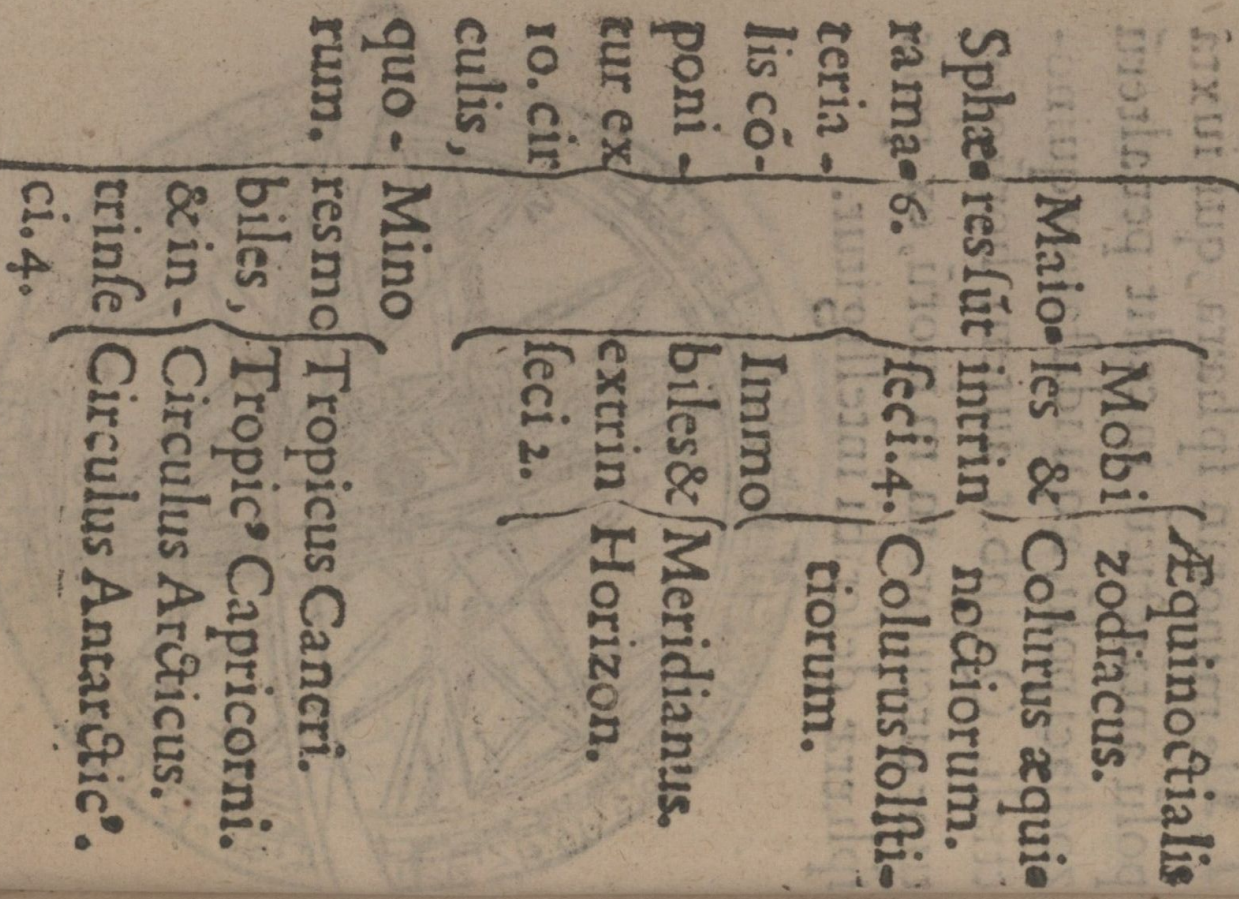 Sphæ-
ra ma-
teria -
lis cō-
poni -
tur ex
10. cir
culis,
quo -
rum.
Maio-
res sūt
6.
Mobi
les &
intrin
seci. 4.
Æquinoctialis
zodiacus.
Colurus æqui-
noctiorum.
Colurus solsti-
tiorum.
Immo
biles &
extrin
seci 2.
Meridianus.
Horizon.
Mino
res mo
biles,
& in-
trinse
ci. 4.
Tropicus Cancri.
Tropic⁹ Capricorni.
Circulus Arcticus.
Circulus Antarctic⁹.